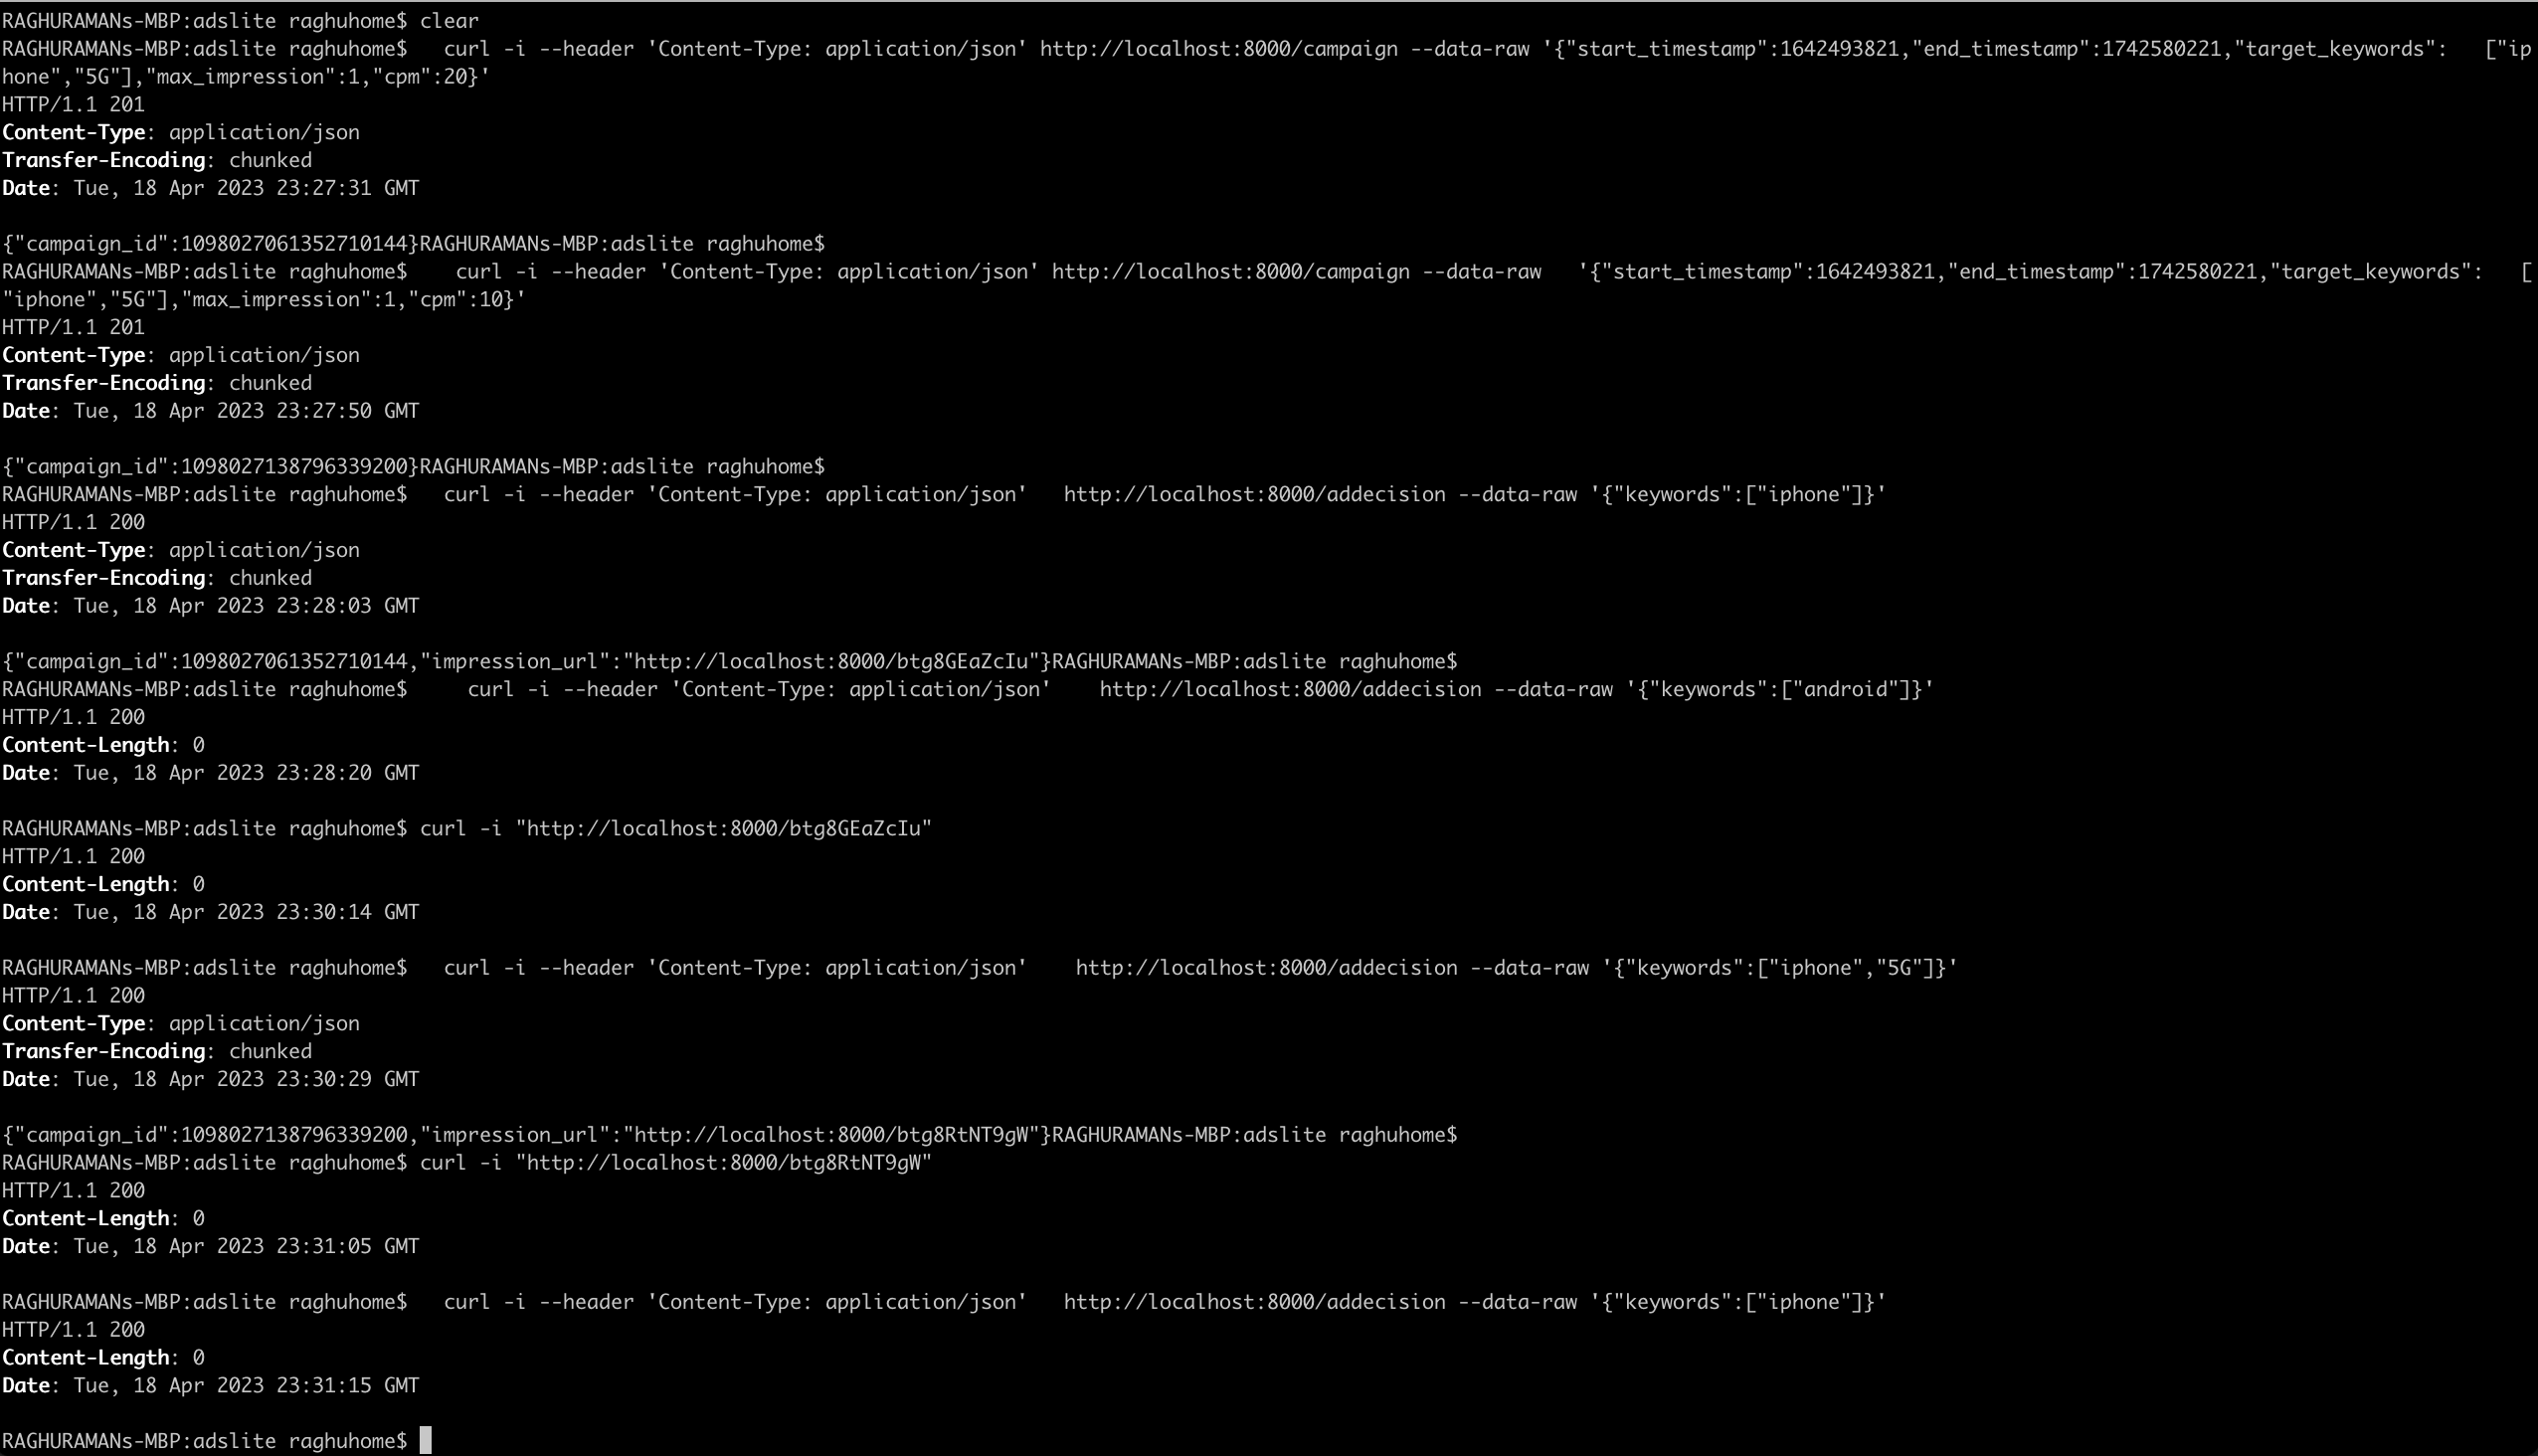 RAGHURAMANs-MBP:adslite raghuhome$ clear
RAGHURAMANs-MBP:adslite raghuhome$   curl -i --header 'Content-Type: application/json' http://localhost:8000/campaign --data-raw '{"start_timestamp":1642493821,"end_timestamp":1742580221,"target_keywords":   ["ip
hone","5G"],"max_impression":1,"cpm":20}'
HTTP/1.1 201
Content-Type: application/json
Transfer-Encoding: chunked
Date: Tue, 18 Apr 2023 23:27:31 GMT

{"campaign_id":1098027061352710144}RAGHURAMANs-MBP:adslite raghuhome$
RAGHURAMANs-MBP:adslite raghuhome$    curl -i --header 'Content-Type: application/json' http://localhost:8000/campaign --data-raw   '{"start_timestamp":1642493821,"end_timestamp":1742580221,"target_keywords":   [
"iphone","5G"],"max_impression":1,"cpm":10}'
HTTP/1.1 201
Content-Type: application/json
Transfer-Encoding: chunked
Date: Tue, 18 Apr 2023 23:27:50 GMT

{"campaign_id":1098027138796339200}RAGHURAMANs-MBP:adslite raghuhome$
RAGHURAMANs-MBP:adslite raghuhome$   curl -i --header 'Content-Type: application/json'   http://localhost:8000/addecision --data-raw '{"keywords":["iphone"]}'
HTTP/1.1 200
Content-Type: application/json
Transfer-Encoding: chunked
Date: Tue, 18 Apr 2023 23:28:03 GMT

{"campaign_id":1098027061352710144,"impression_url":"http://localhost:8000/btg8GEaZcIu"}RAGHURAMANs-MBP:adslite raghuhome$
RAGHURAMANs-MBP:adslite raghuhome$     curl -i --header 'Content-Type: application/json'    http://localhost:8000/addecision --data-raw '{"keywords":["android"]}'
HTTP/1.1 200
Content-Length: 0
Date: Tue, 18 Apr 2023 23:28:20 GMT

RAGHURAMANs-MBP:adslite raghuhome$ curl -i "http://localhost:8000/btg8GEaZcIu"
HTTP/1.1 200
Content-Length: 0
Date: Tue, 18 Apr 2023 23:30:14 GMT

RAGHURAMANs-MBP:adslite raghuhome$   curl -i --header 'Content-Type: application/json'    http://localhost:8000/addecision --data-raw '{"keywords":["iphone","5G"]}'
HTTP/1.1 200
Content-Type: application/json
Transfer-Encoding: chunked
Date: Tue, 18 Apr 2023 23:30:29 GMT

{"campaign_id":1098027138796339200,"impression_url":"http://localhost:8000/btg8RtNT9gW"}RAGHURAMANs-MBP:adslite raghuhome$
RAGHURAMANs-MBP:adslite raghuhome$ curl -i "http://localhost:8000/btg8RtNT9gW"
HTTP/1.1 200
Content-Length: 0
Date: Tue, 18 Apr 2023 23:31:05 GMT

RAGHURAMANs-MBP:adslite raghuhome$   curl -i --header 'Content-Type: application/json'   http://localhost:8000/addecision --data-raw '{"keywords":["iphone"]}'
HTTP/1.1 200
Content-Length: 0
Date: Tue, 18 Apr 2023 23:31:15 GMT

RAGHURAMANs-MBP:adslite raghuhome$